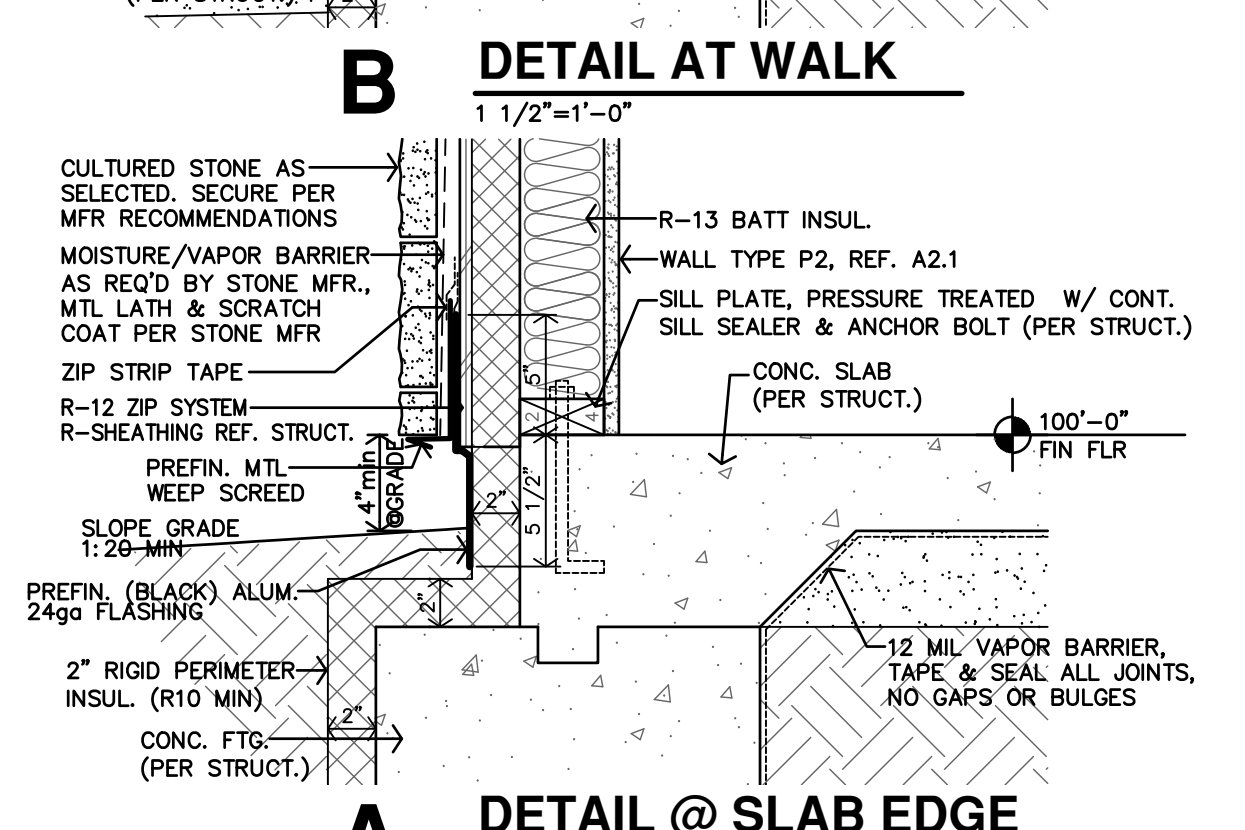 B
DETAIL AT WALK
1 1/2"=1'-0"
CULTURED STONE AS
SELECTED. SECURE PER
MFR RECOMMENDATIONS
MOISTURE/VAPOR BARRIER
AS REQ'D BY STONE MFR.,
MTL LATH & SCRATCH
COAT PER STONE MFR
ZIP STRIP TAPE
R-12 ZIP SYSTEM
R-SHEATHING REF. STRUCT.
PREFIN. MTL
WEEP SCREED
SLOPE GRADE
1:20 MIN
PREFIN. (BLACK) ALUM.
24ga FLASHING
2" RIGID PERIMETER
INSUL. (R10 MIN)
CONC. FTG.
(PER STRUCT.)
4"min
@GRADE
2"
2"
2"
5"
5 1/2"
2
4
R-13 BATT INSUL.
WALL TYPE P2, REF. A2.1
SILL PLATE, PRESSURE TREATED W/ CONT.
SILL SEALER & ANCHOR BOLT (PER STRUCT.)
CONC. SLAB
(PER STRUCT.)
100'-0"
FIN FLR
12 MIL VAPOR BARRIER,
TAPE & SEAL ALL JOINTS,
NO GAPS OR BULGES
A
DETAIL @ SLAB EDGE